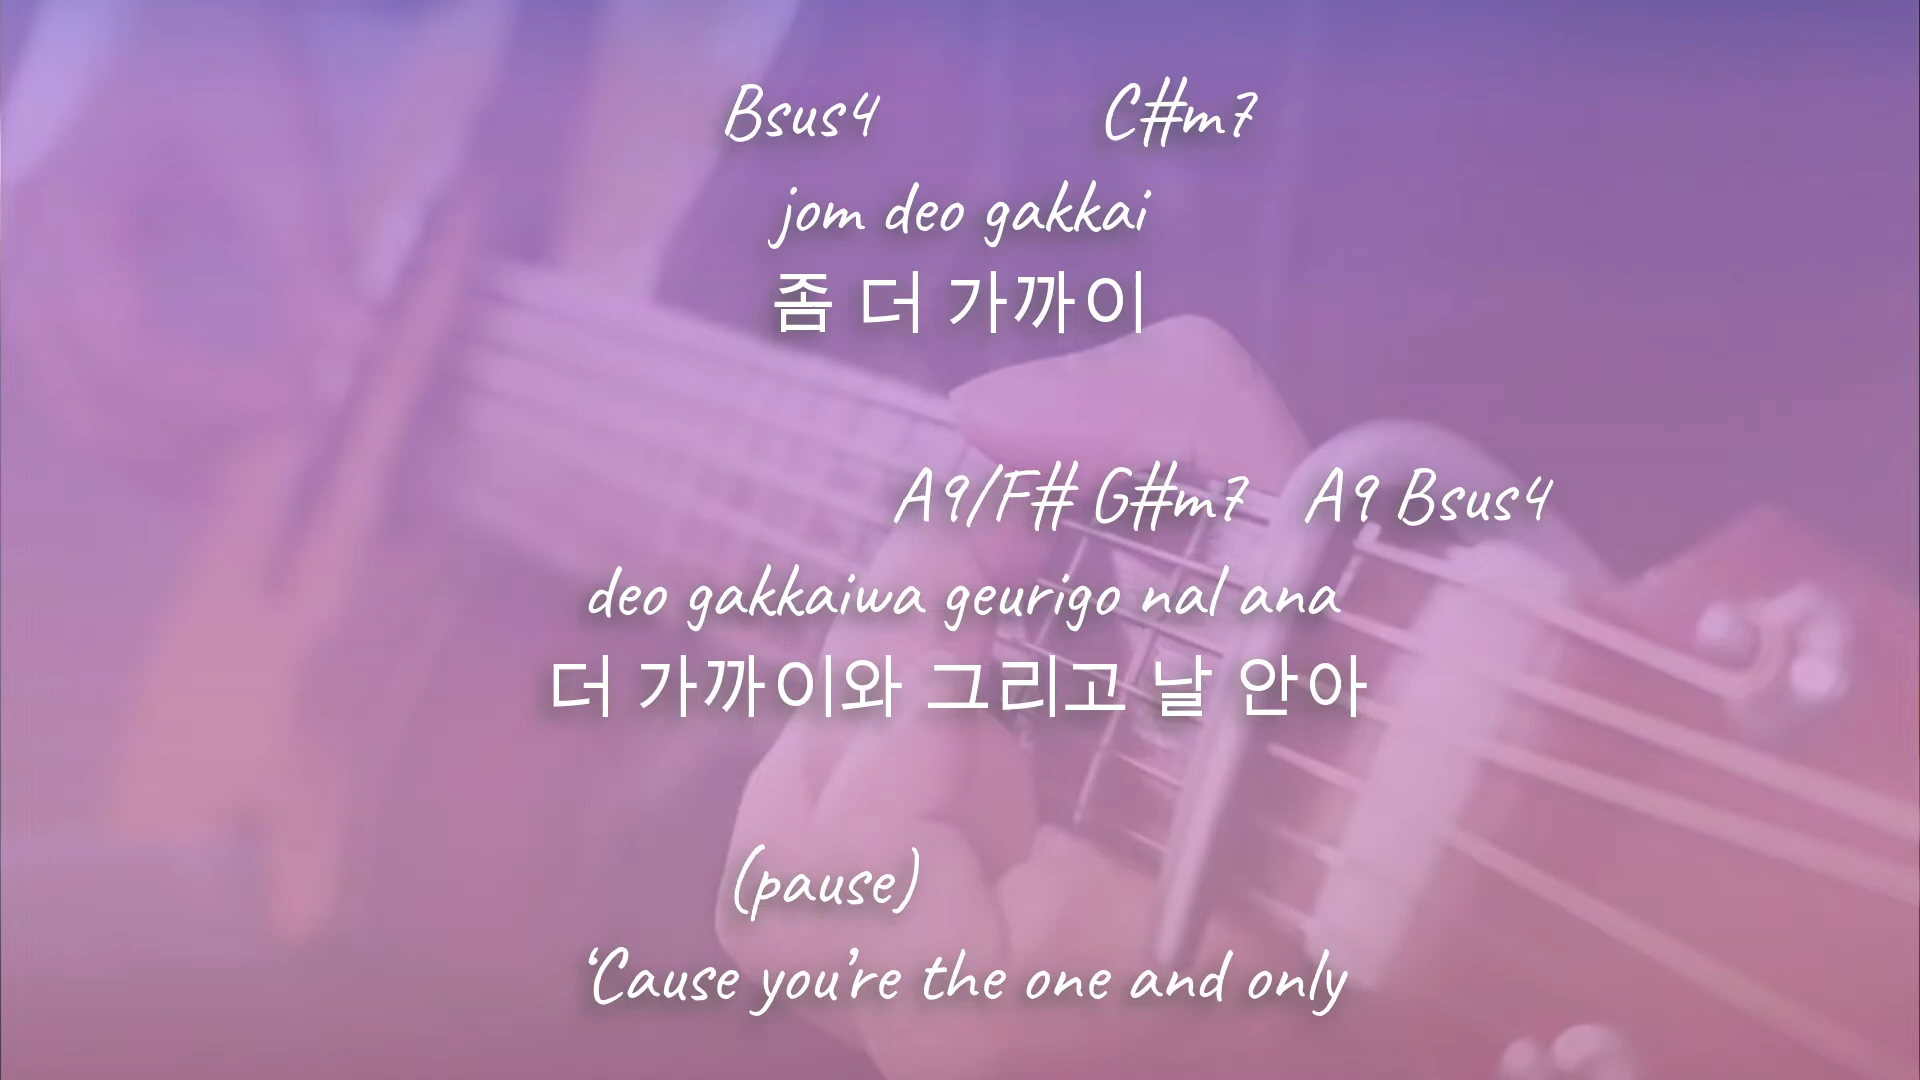 Bsus4 C#m7
jom deo gakkai
좀 더 가까이
A9/F# G#m7 A9 Bsus4
deo gakkaiwa geurigo nal ana
더 가까이와 그리고 날 안아
(pause)
‘Cause you’re the one and only